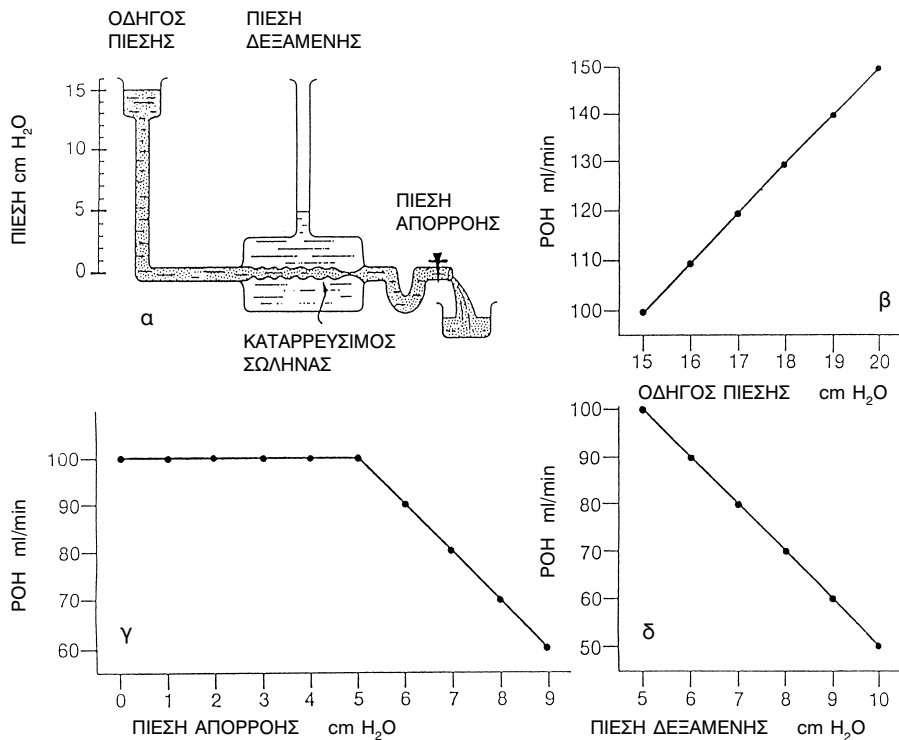 ΟΔΗΓΟΣ
ΠΙΕΣΗΣ
ΠΙΕΣΗ
ΔΕΞΑΜΕΝΗΣ
ΠΙΕΣΗ cm H₂O
15
10
5
0
ΠΙΕΣΗ
ΑΠΟΡΡΟΗΣ
α
ΚΑΤΑΡΡΕΥΣΙΜΟΣ
ΣΩΛΗΝΑΣ
ΡΟΗ ml/min
150
140
130
120
110
100
β
15 16 17 18 19 20
ΟΔΗΓΟΣ ΠΙΕΣΗΣ cm H₂O
ΡΟΗ ml/min
100
90
80
70
60
γ
0 1 2 3 4 5 6 7 8 9
ΠΙΕΣΗ ΑΠΟΡΡΟΗΣ cm H₂O
ΡΟΗ ml/min
100
90
80
70
60
50
δ
5 6 7 8 9 10
ΠΙΕΣΗ ΔΕΞΑΜΕΝΗΣ cm H₂O